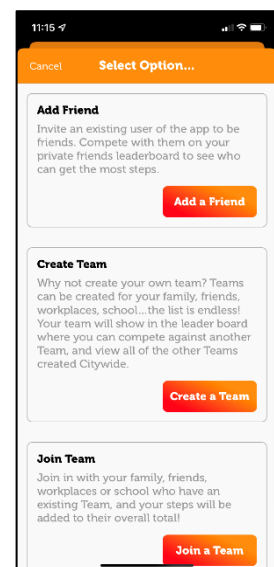 11:15
Cancel Select Option...
Add Friend
Invite an existing user of the app to be
friends. Compete with them on your
private friends leaderboard to see who
can get the most steps.
Add a Friend
Create Team
Why not create your own team? Teams
can be created for your family, friends,
workplaces, school...the list is endless!
Your team will show in the leader board
where you can compete against another
Team, and view all of the other Teams
created Citywide.
Create a Team
Join Team
Join in with your family, friends,
workplaces or school who have an
existing Team, and your steps will be
added to their overall total!
Join a Team